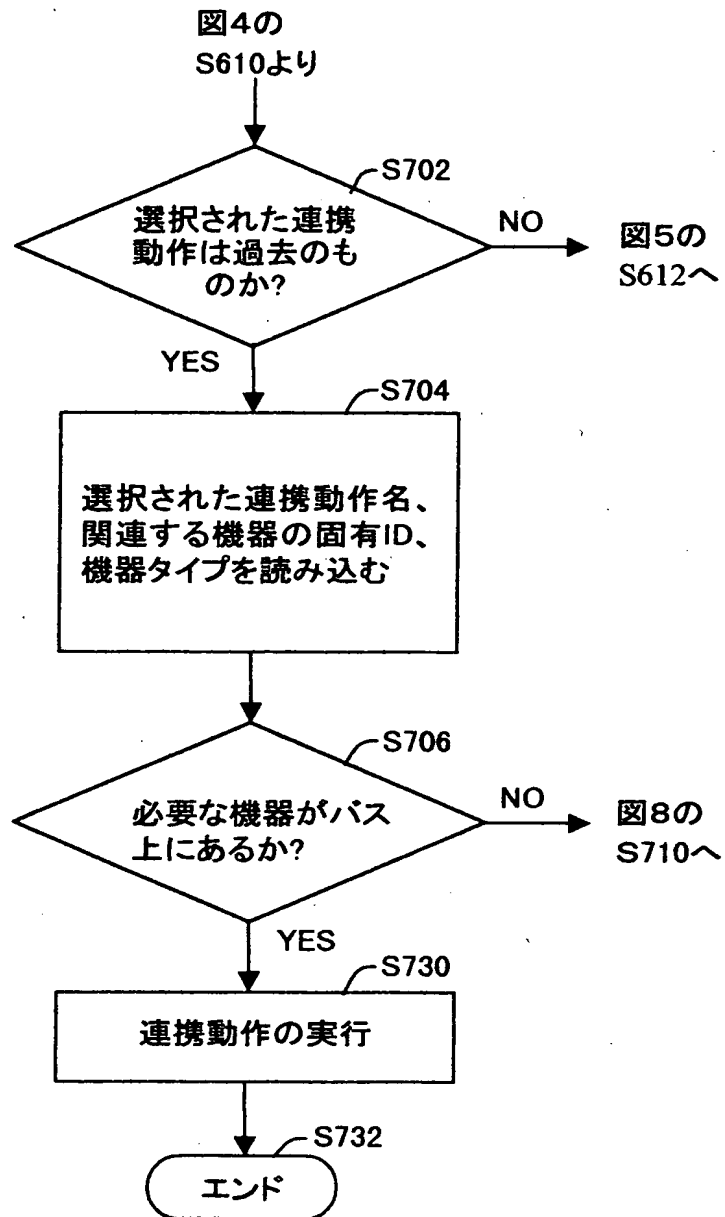 図4の
S610より
S702
選択された連携
動作は過去のも
のか?
NO
図5の
S612へ
YES
S704
選択された連携動作名、
関連する機器の固有ID、
機器タイプを読み込む
S706
必要な機器がバス
上にあるか?
NO
図8の
S710へ
YES
S730
連携動作の実行
S732
エンド